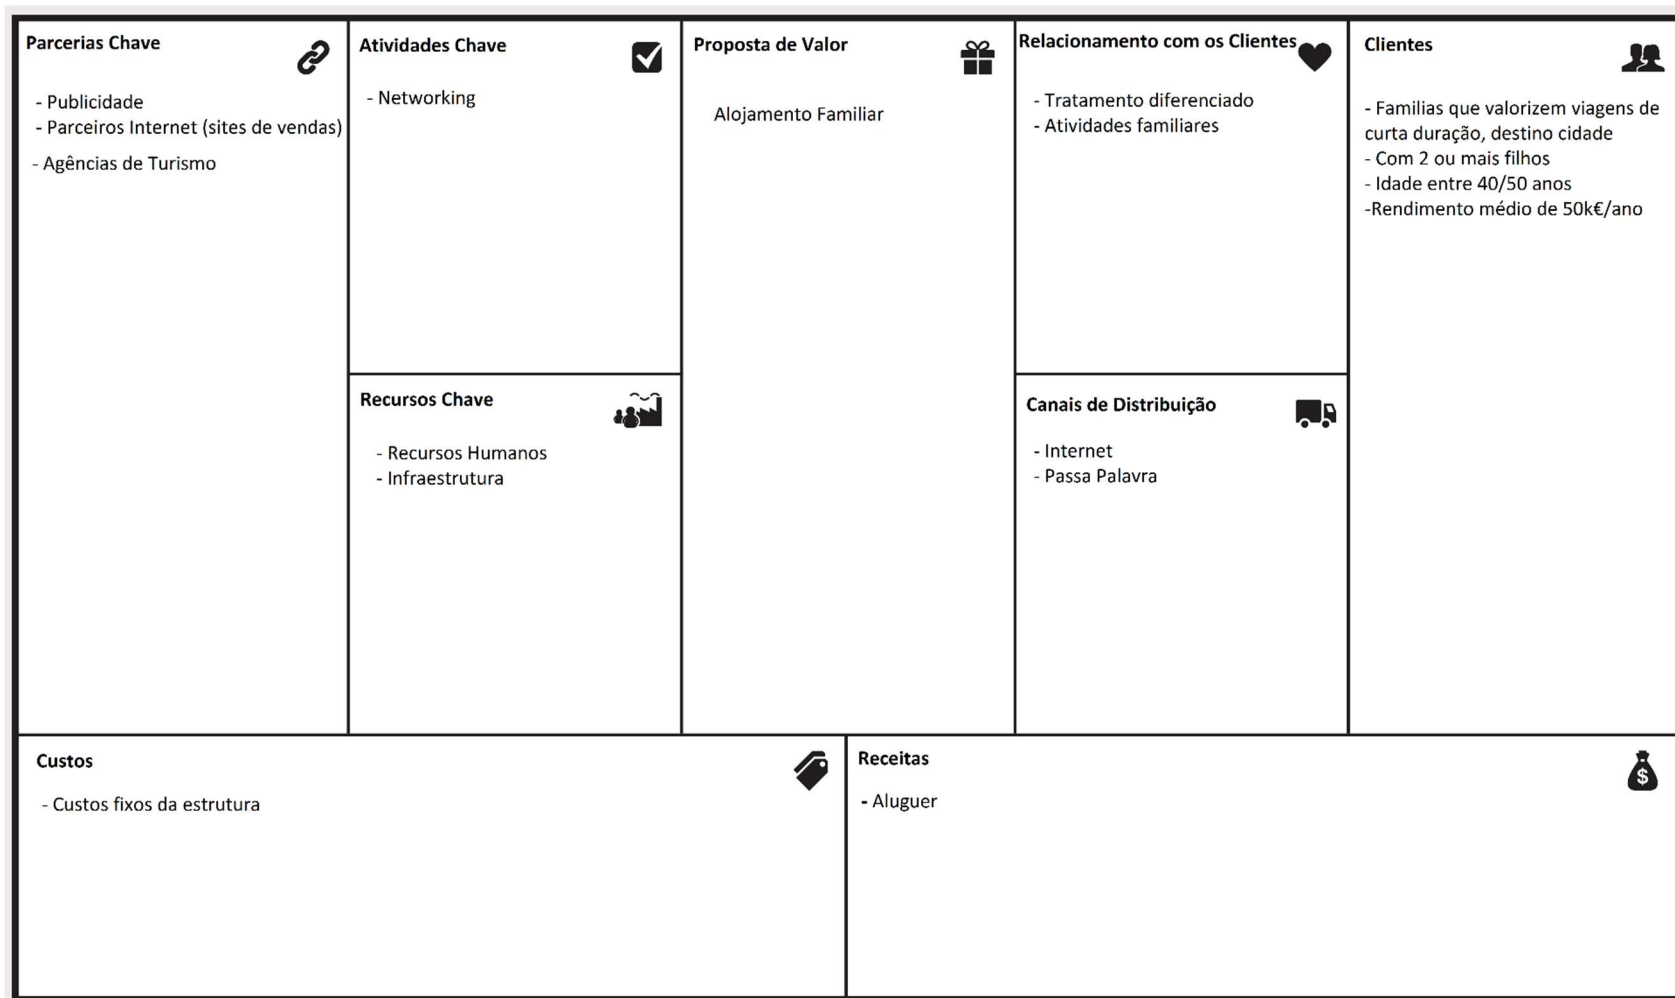 Parcerias Chave
- Publicidade
- Parceiros Internet (sites de vendas)
- Agências de Turismo
Atividades Chave
- Networking
Recursos Chave
- Recursos Humanos
- Infraestrutura
Proposta de Valor
Alojamento Familiar
Relacionamento com os Clientes
- Tratamento diferenciado
- Atividades familiares
Canais de Distribuição
- Internet
- Passa Palavra
Clientes
- Familias que valorizem viagens de
curta duração, destino cidade
- Com 2 ou mais filhos
- Idade entre 40/50 anos
-Rendimento médio de 50k€/ano
Custos
- Custos fixos da estrutura
Receitas
$
- Aluguer